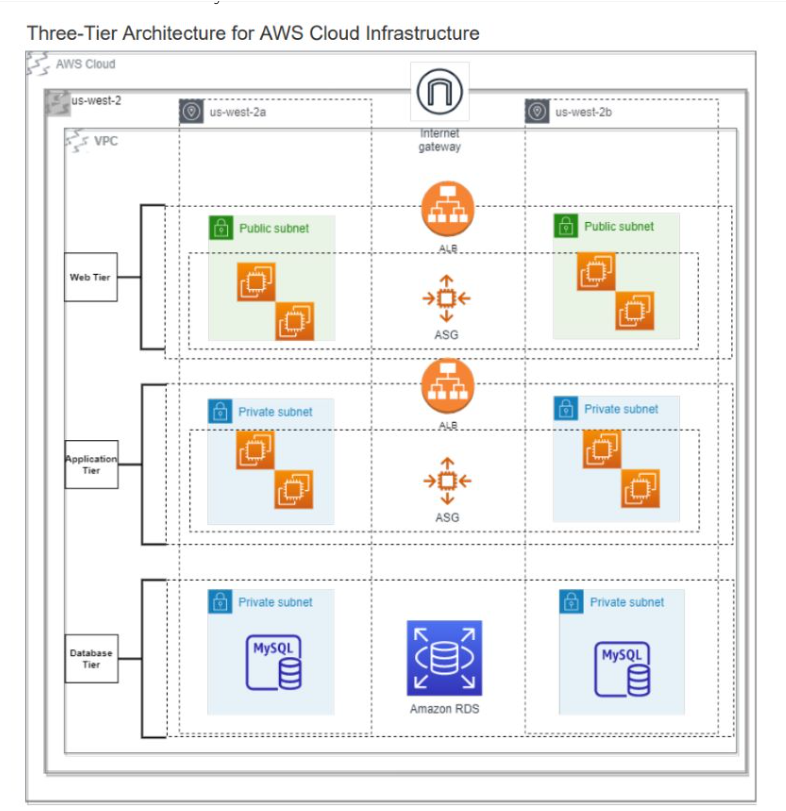 Three-Tier Architecture for AWS Cloud Infrastructure
AWS Cloud
us-west-2
us-west-2a
us-west-2b
Internet
gateway
VPC
Public subnet
Public subnet
ALB
Web Tier
ASG
Private subnet
Private subnet
ALB
Application
Tier
ASG
Private subnet
Private subnet
MySQL
MySQL
Database
Tier
Amazon RDS